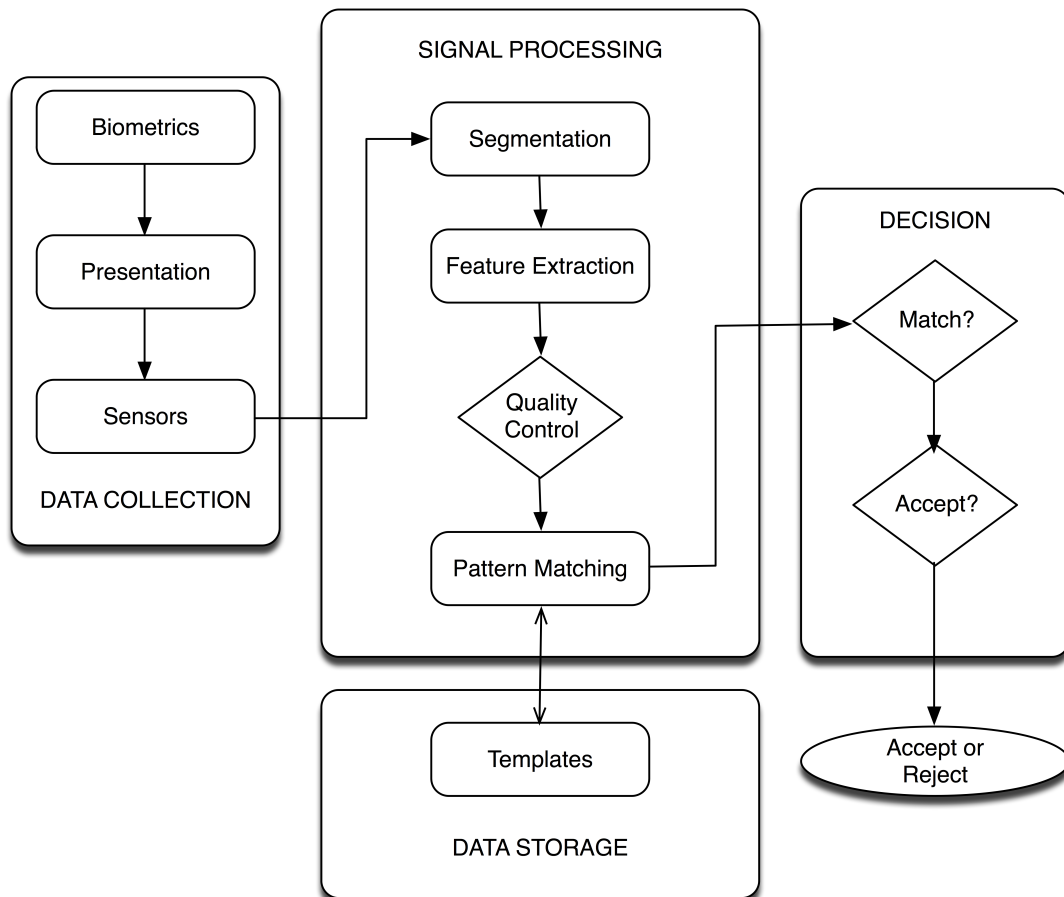 Biometrics
Presentation
Sensors
DATA COLLECTION
SIGNAL PROCESSING
Segmentation
Feature Extraction
Quality
Control
Pattern Matching
Templates
DATA STORAGE
DECISION
Match?
Accept?
Accept or
Reject